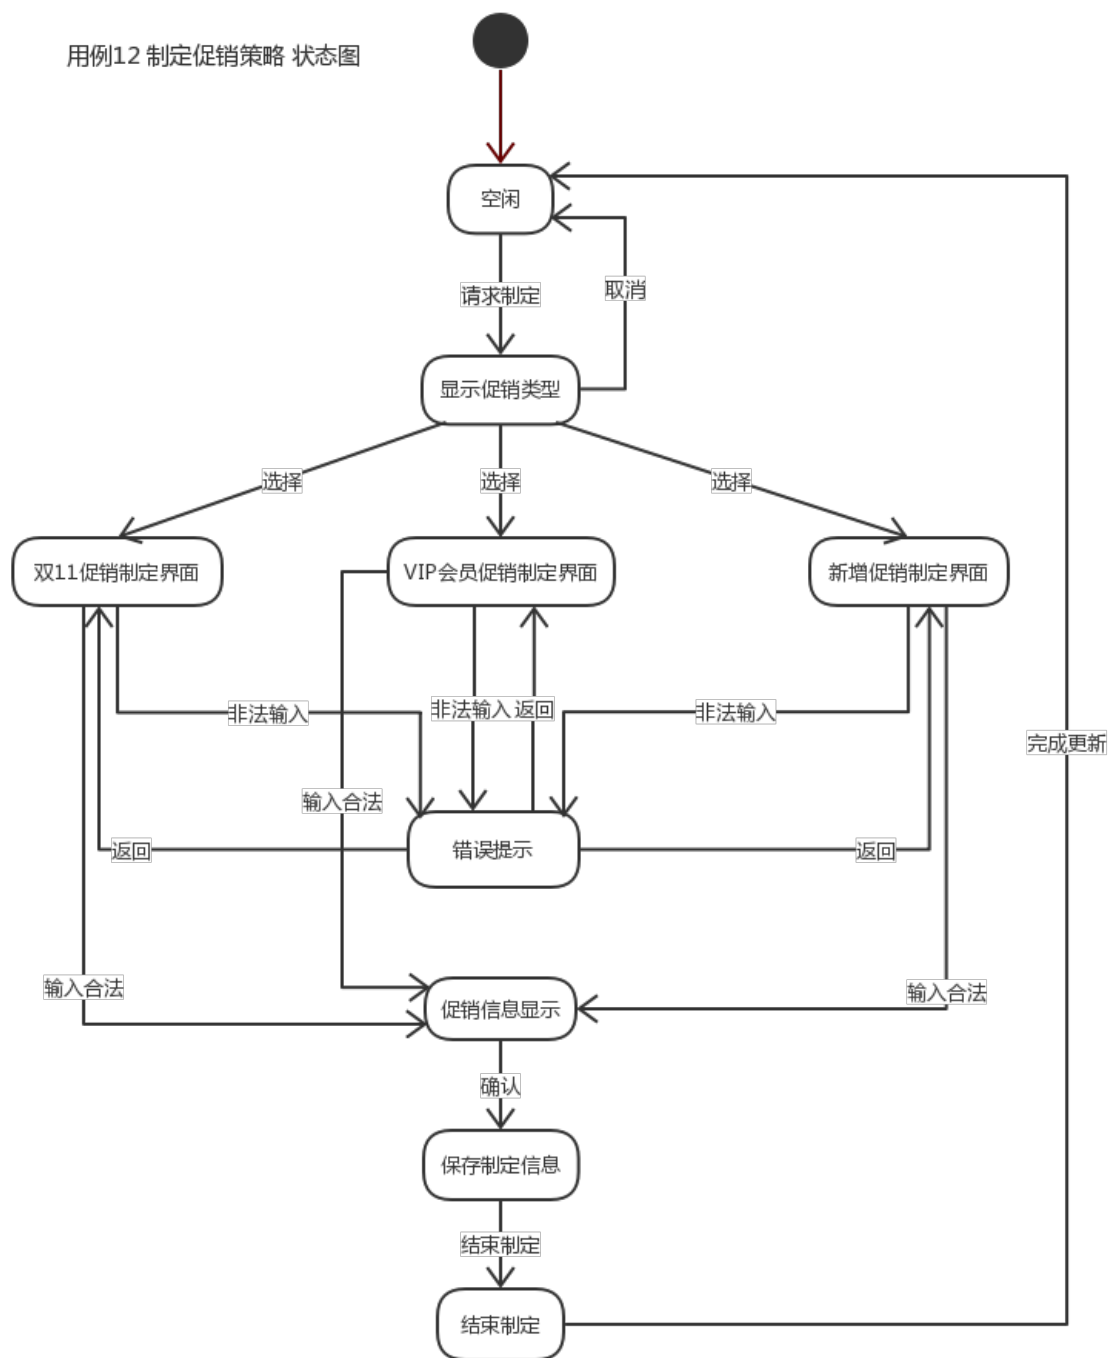 用例12 制定促销策略 状态图
空闲
请求制定
取消
显示促销类型
选择
选择
选择
双11促销制定界面
VIP会员促销制定界面
新增促销制定界面
非法输入
非法输入
返回
非法输入
完成更新
输入合法
返回
错误提示
返回
输入合法
输入合法
促销信息显示
确认
保存制定信息
结束制定
结束制定